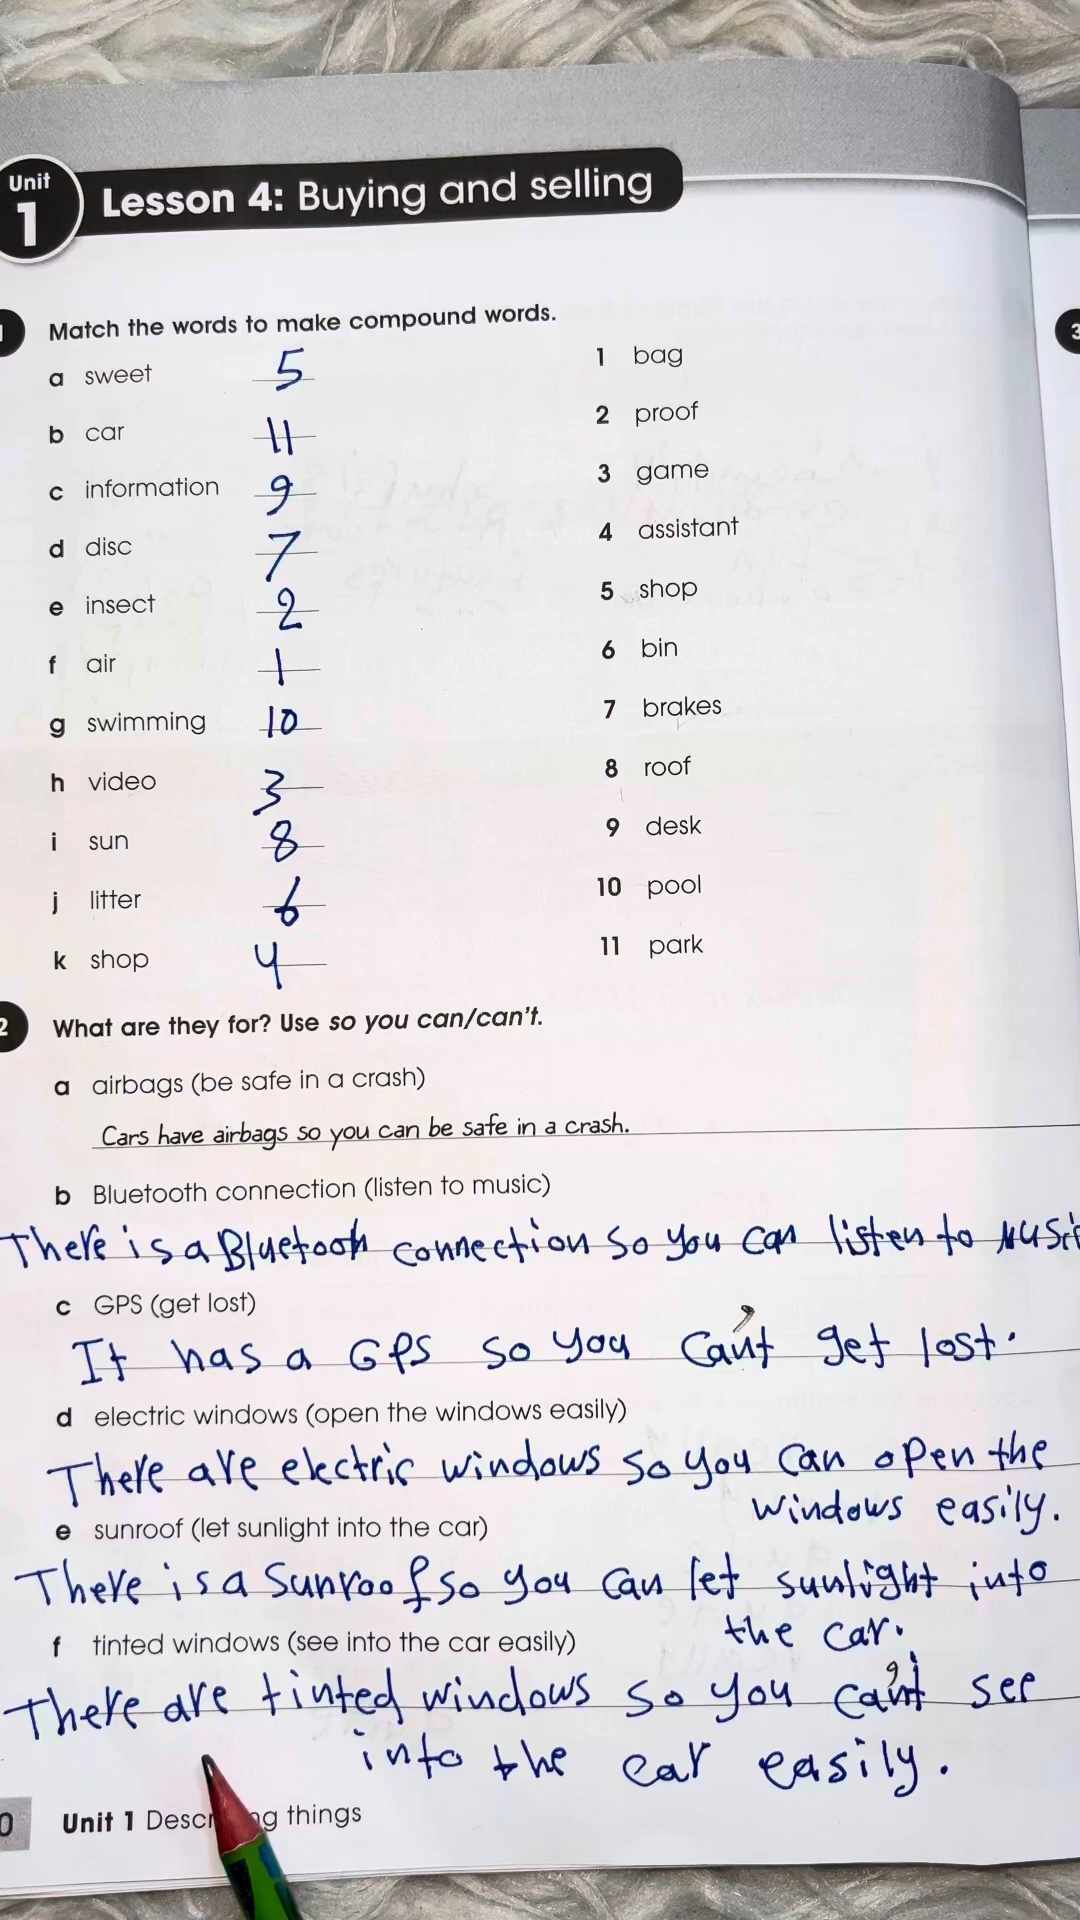 Unit
1
Lesson 4: Buying and selling
Match the words to make compound words.
a sweet 5 1 bag
b car 11 2 proof
c information 9 3 game
d disc 7 4 assistant
e insect 2 5 shop
f air 1 6 bin
g swimming 10 7 brakes
h video 3 8 roof
i sun 8 9 desk
j litter 6 10 pool
k shop 4 11 park
3
2 What are they for? Use so you can/can't.
a airbags (be safe in a crash)
Cars have airbags so you can be safe in a crash.
b Bluetooth connection (listen to music)
There is a Bluetooth connection so you can listen to musi
c GPS (get lost)
It has a GPS so you can't get lost.
d electric windows (open the windows easily)
There are electric windows so you can open the
windows easily.
e sunroof (let sunlight into the car)
There is a sunroof so you can let sunlight into
the car.
f tinted windows (see into the car easily)
There are tinted windows so you can't see
into the car easily.
0 Unit 1 things